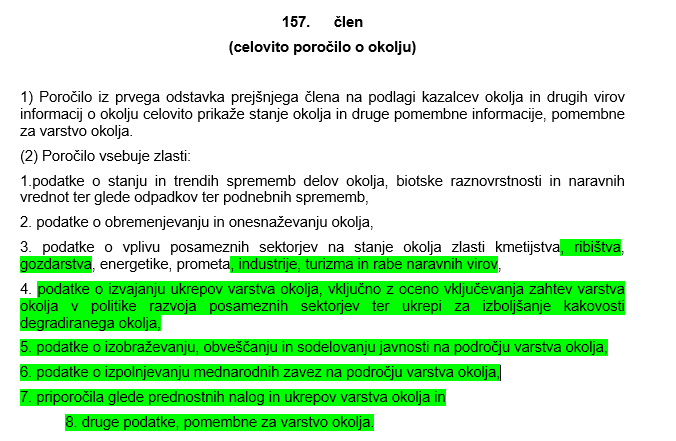 157. člen
(celovito poročilo o okolju)
1) Poročilo iz prvega odstavka prejšnjega člena na podlagi kazalcev okolja in drugih virov
informacij o okolju celovito prikaže stanje okolja in druge pomembne informacije, pomembne
za varstvo okolja.
(2) Poročilo vsebuje zlasti:
1.podatke o stanju in trendih sprememb delov okolja, biotske raznovrstnosti in naravnih
vrednot ter glede odpadkov ter podnebnih sprememb,
2. podatke o obremenjevanju in onesnaževanju okolja,
3. podatke o vplivu posameznih sektorjev na stanje okolja zlasti kmetijstva, ribištva,
gozdarstva, energetike, prometa, industrije, turizma in rabe naravnih virov,
4. podatke o izvajanju ukrepov varstva okolja, vključno z oceno vključevanja zahtev varstva
okolja v politike razvoja posameznih sektorjev ter ukrepi za izboljšanje kakovosti
degradiranega okolja,
5. podatke o izobraževanju, obveščanju in sodelovanju javnosti na področju varstva okolja,
6. podatke o izpolnjevanju mednarodnih zavez na področju varstva okolja,
7. priporočila glede prednostnih nalog in ukrepov varstva okolja in
8. druge podatke, pomembne za varstvo okolja.